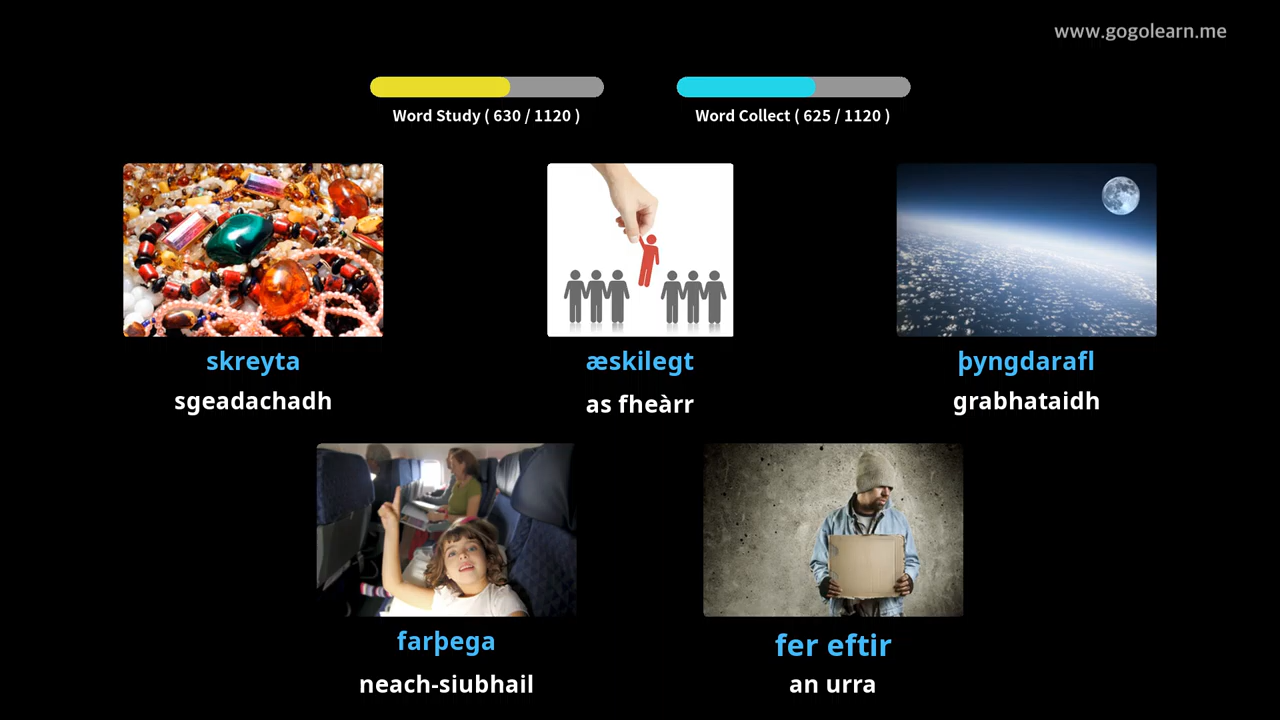 www.gogolearn.me
Word Study ( 630 / 1120 )
Word Collect ( 625 / 1120 )
skreyta
sgeadachadh
æskilegt
as fheàrr
þyngdarafl
grabhataidh
farþega
neach-siubhail
fer eftir
an urra